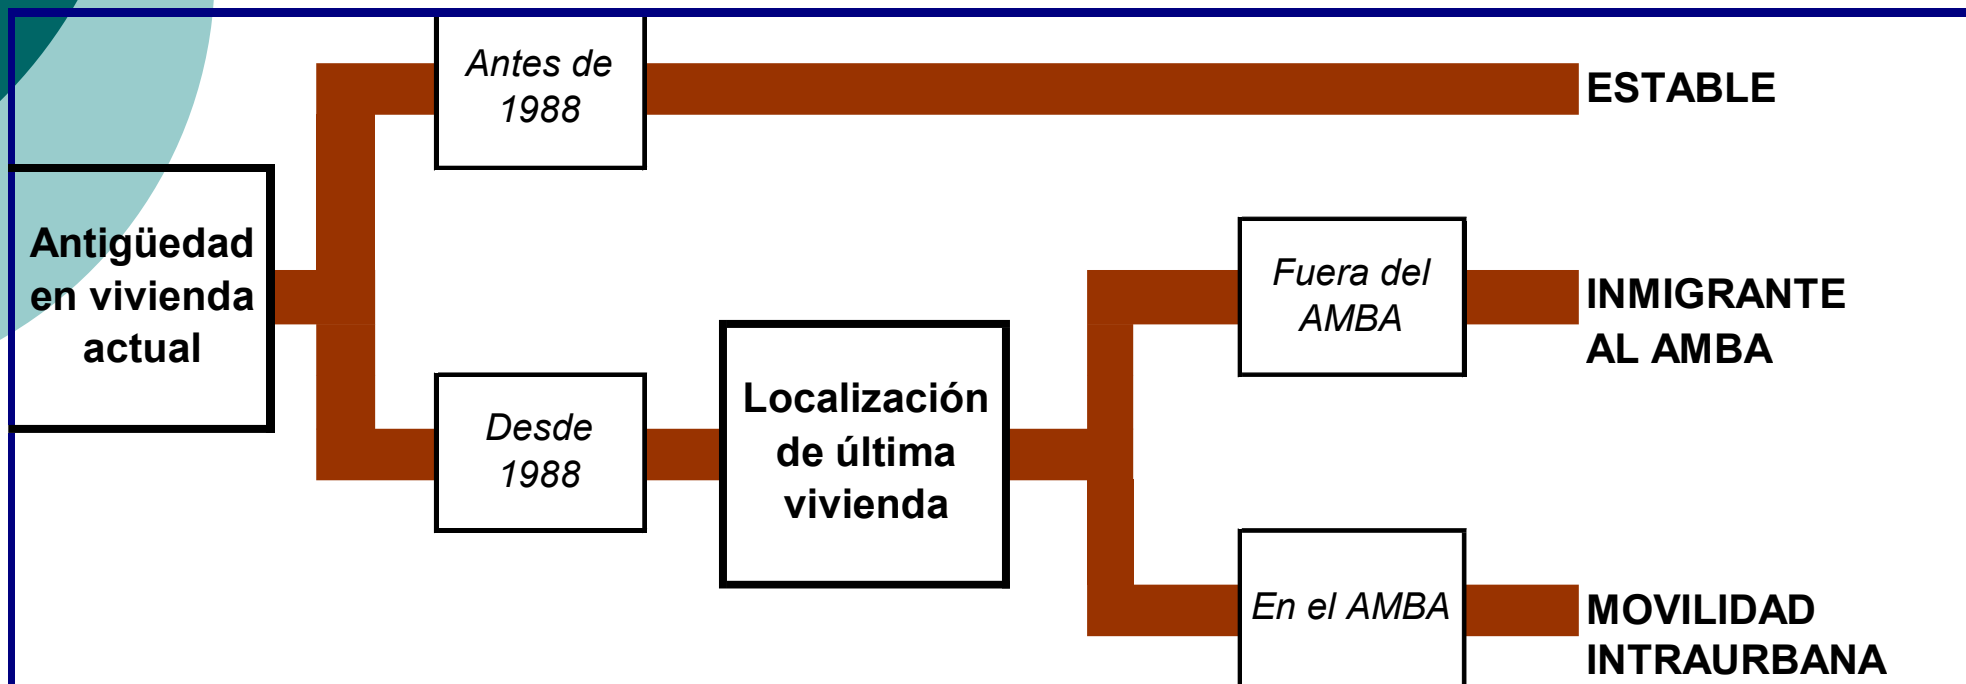 Antes de
1988
ESTABLE
Antigüedad
en vivienda
actual
Fuera del
AMBA
INMIGRANTE
AL AMBA
Desde
1988
Localización
de última
vivienda
En el AMBA
MOVILIDAD
INTRAURBANA